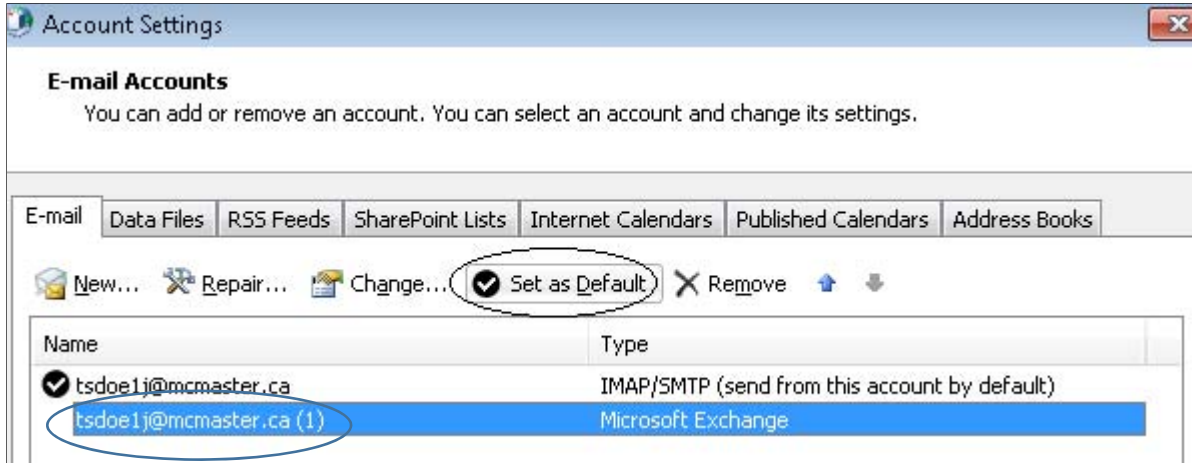 Account Settings
E-mail Accounts
You can add or remove an account. You can select an account and change its settings.
E-mail Data Files RSS Feeds SharePoint Lists Internet Calendars Published Calendars Address Books
New... Repair... Change... Set as Default Remove
Name Type
tsdoe1j@mcmaster.ca IMAP/SMTP (send from this account by default)
tsdoe1j@mcmaster.ca (1) Microsoft Exchange